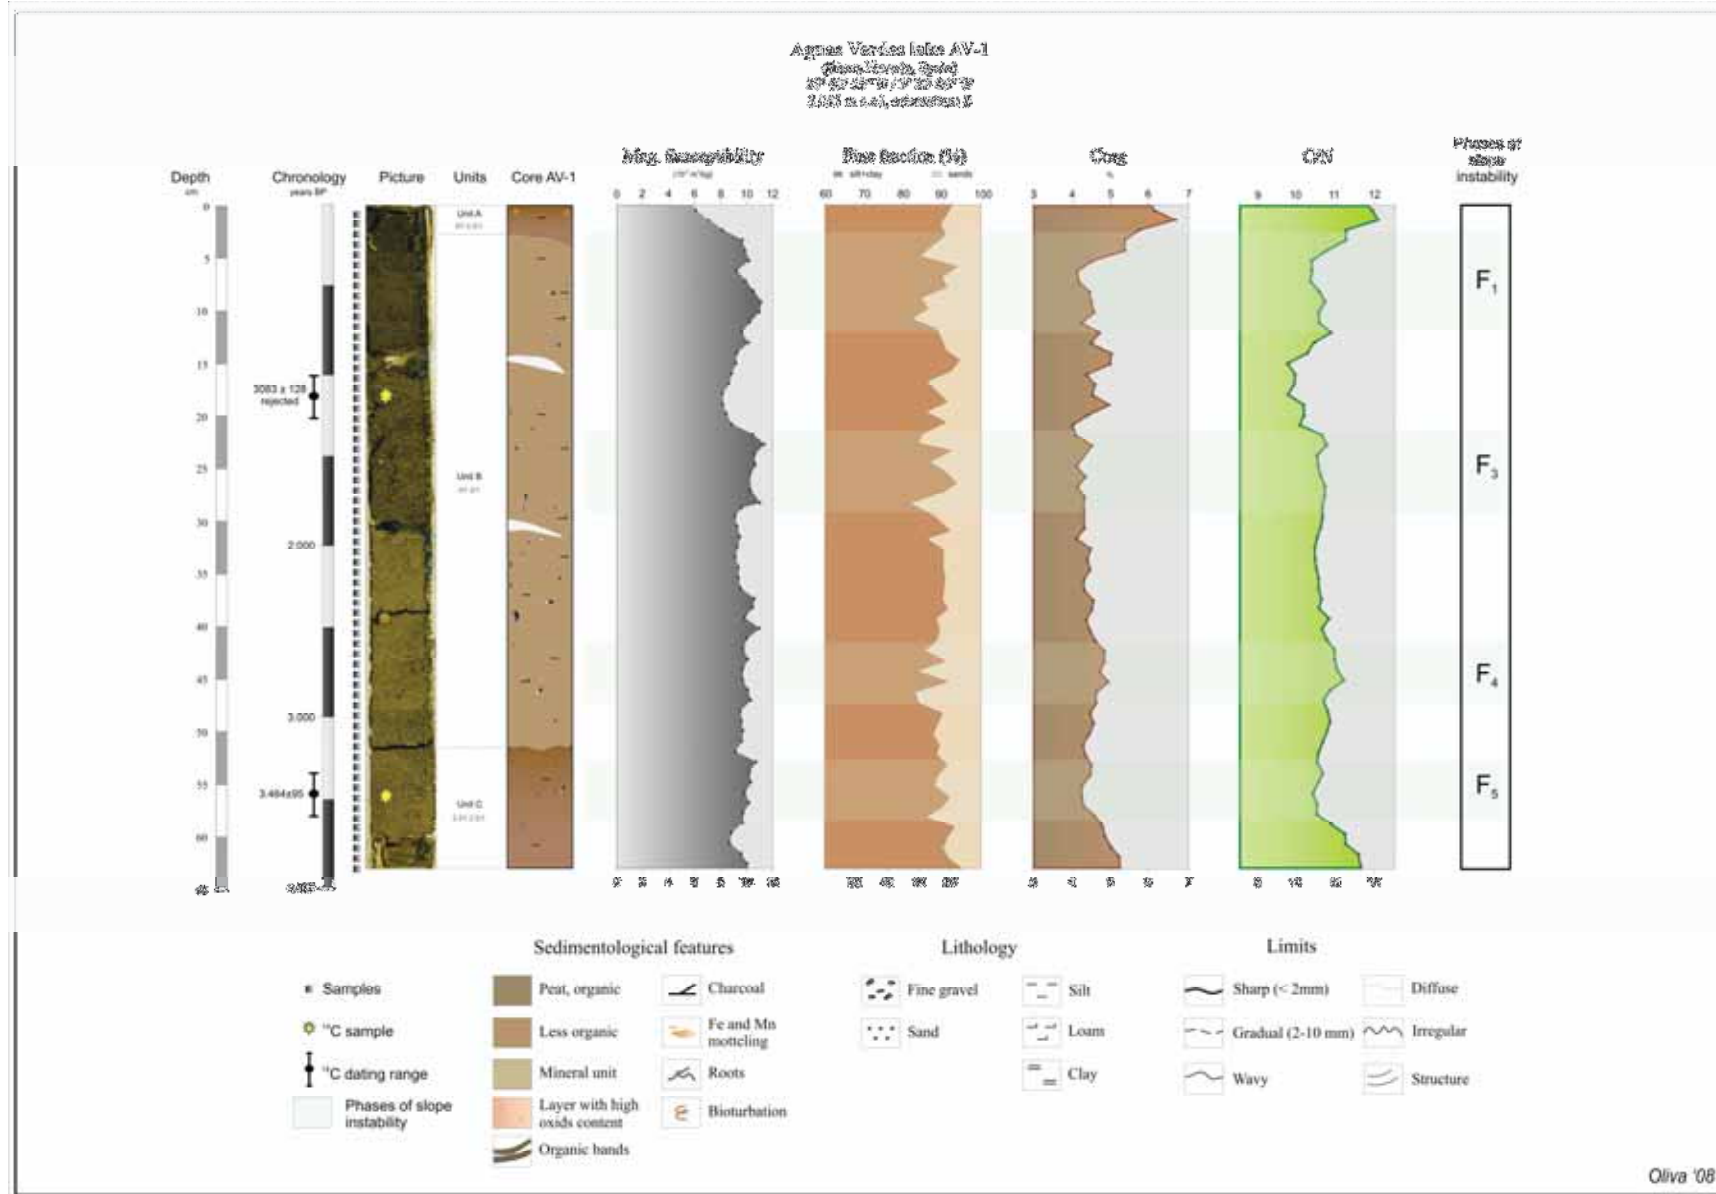 Aguas Verdes lake AV-1
Mag. Susceptibility
Fine fraction (%)
Corg
C/N
Phases of
slope
instability
Depth
cm
Chronology
years BP
Picture
Units
Core AV-1
silt+clay
sands
%
0 2 4 6 8 10 12
60 70 80 90 100
3 4 5 6 7
9 10 11 12
0
5
10
15
20
25
30
35
40
45
50
55
60
3083 ± 128
rejected
2.000
3.000
3.464±95
Unit A
Unit B
Unit C
F1
F3
F4
F5
Sedimentological features
Lithology
Limits
Samples
14C sample
14C dating range
Phases of slope
instability
Peat, organic
Less organic
Mineral unit
Layer with high
oxids content
Organic bands
Charcoal
Fe and Mn
motteling
Roots
Bioturbation
Fine gravel
Sand
Silt
Loam
Clay
Sharp (< 2mm)
Gradual (2-10 mm)
Wavy
Diffuse
Irregular
Structure
Oliva '08